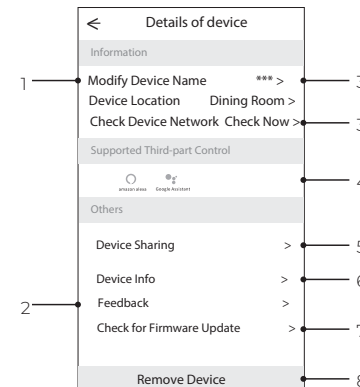 < Details of device
Information
1 Modify Device Name *** > 3
Device Location Dining Room >
Check Device Network Check Now > 3
Supported Third-part Control
amazon alexa Google Assistant 4
Others
Device Sharing > 5
Device Info > 6
2 Feedback >
Check for Firmware Update > 7
Remove Device 8